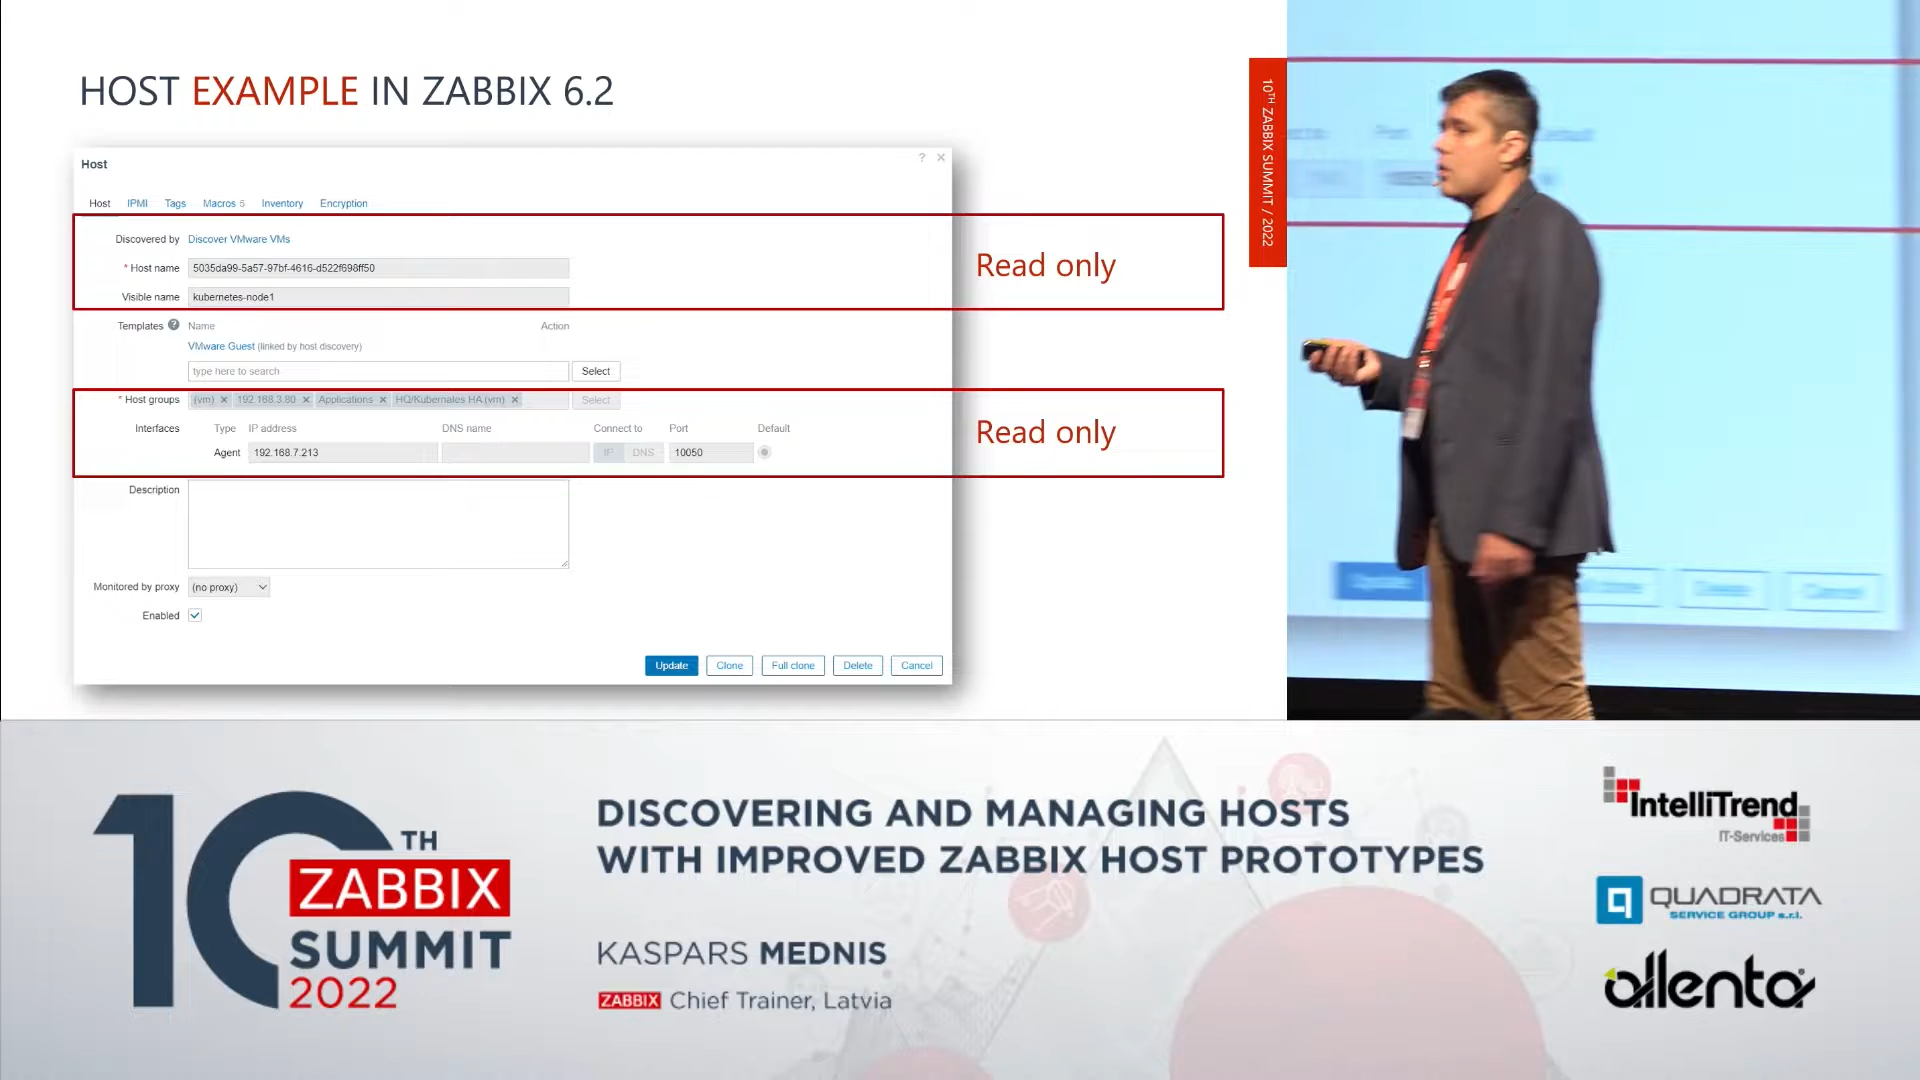 HOST EXAMPLE IN ZABBIX 6.2
10TH ZABBIX SUMMIT / 2022
Host
? ×
Host IPMI Tags Macros 5 Inventory Encryption
Discovered by Discover VMware VMs
* Host name 5035da99-5a57-97bf-4616-d522f698ff50
Read only
Visible name kubernetes-node1
Templates ? Name Action
VMware Guest (linked by host discovery)
type here to search Select
* Host groups (vm) × 192.168.3.80 × Applications × HQ/Kubernales HA (vm) × Select
Interfaces Type IP address DNS name Connect to Port Default
Read only
Agent 192.168.7.213 IP DNS 10050
Description
Monitored by proxy (no proxy)
Enabled
Update Clone Full clone Delete Cancel
10TH
ZABBIX
SUMMIT
2022
DISCOVERING AND MANAGING HOSTS
WITH IMPROVED ZABBIX HOST PROTOTYPES
KASPARS MEDNIS
ZABBIX Chief Trainer, Latvia
IntelliTrend
IT-Services
QUADRATA
SERVICE GROUP s.r.l.
allenta